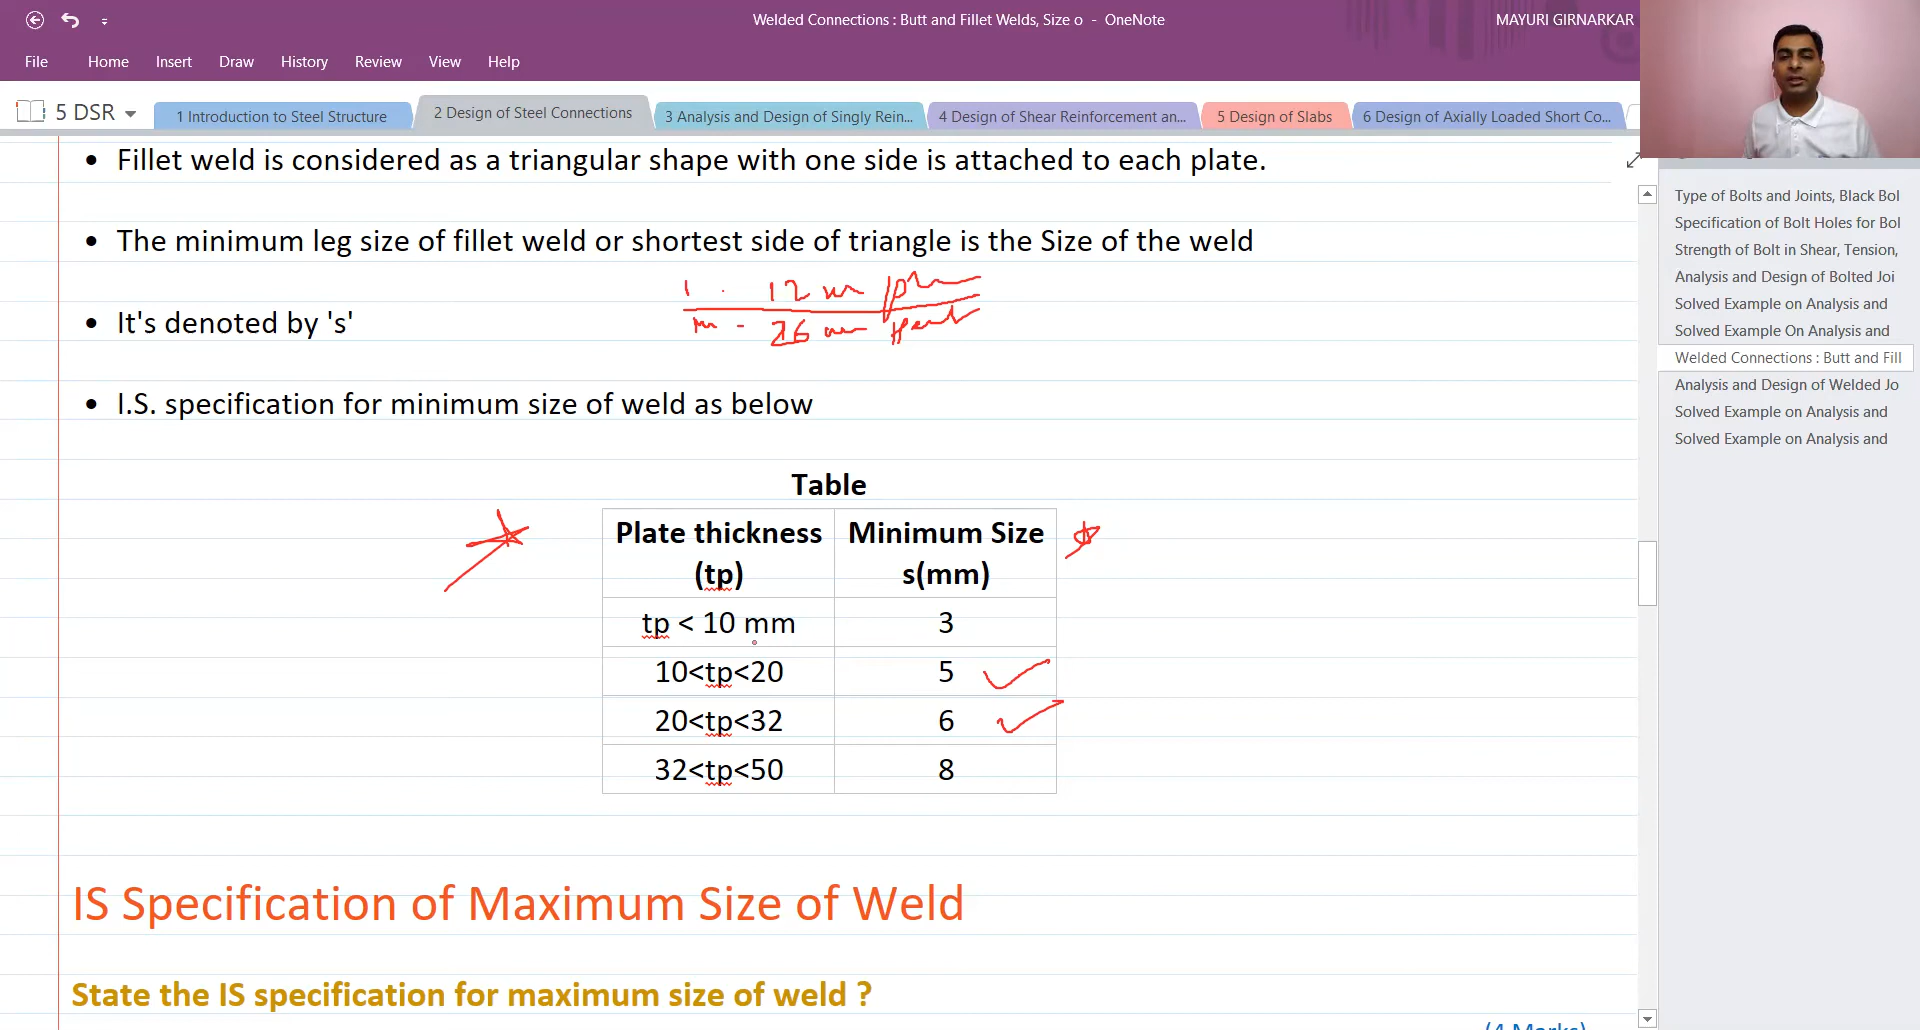 Welded Connections : Butt and Fillet Welds, Size o - OneNote
MAYURI GIRNARKAR
File Home Insert Draw History Review View Help
5 DSR
1 Introduction to Steel Structure
2 Design of Steel Connections
3 Analysis and Design of Singly Rein...
4 Design of Shear Reinforcement an...
5 Design of Slabs
6 Design of Axially Loaded Short Co...
• Fillet weld is considered as a triangular shape with one side is attached to each plate.
• The minimum leg size of fillet weld or shortest side of triangle is the Size of the weld
1 . 12
• It's denoted by 's'
- 26
• I.S. specification for minimum size of weld as below
Table
Plate thickness (tp) Minimum Size s(mm)
tp < 10 mm 3
10<tp<20 5
20<tp<32 6
32<tp<50 8
IS Specification of Maximum Size of Weld
State the IS specification for maximum size of weld ?
(4 Marks)
Type of Bolts and Joints, Black Bol
Specification of Bolt Holes for Bol
Strength of Bolt in Shear, Tension,
Analysis and Design of Bolted Joi
Solved Example on Analysis and
Solved Example On Analysis and
Welded Connections : Butt and Fill
Analysis and Design of Welded Jo
Solved Example on Analysis and
Solved Example on Analysis and